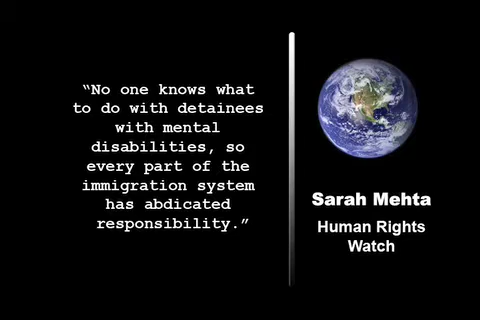 “No one knows what
to do with detainees
with mental
disabilities, so
every part of the
immigration system
has abdicated
responsibility.”
Sarah Mehta
Human Rights
Watch